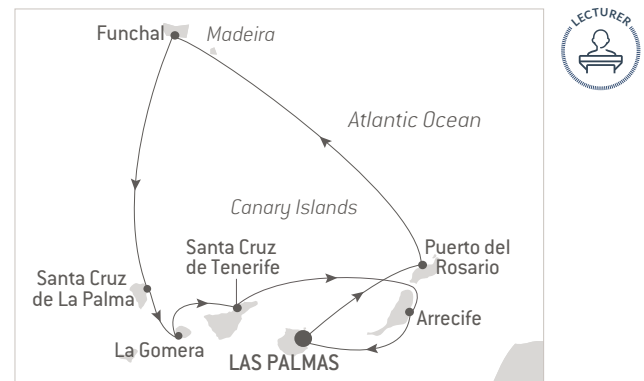 LECTURER
Funchal
Madeira
Atlantic Ocean
Canary Islands
Santa Cruz
de Tenerife
Puerto del
Rosario
Santa Cruz
de La Palma
La Gomera
LAS PALMAS
Arrecife